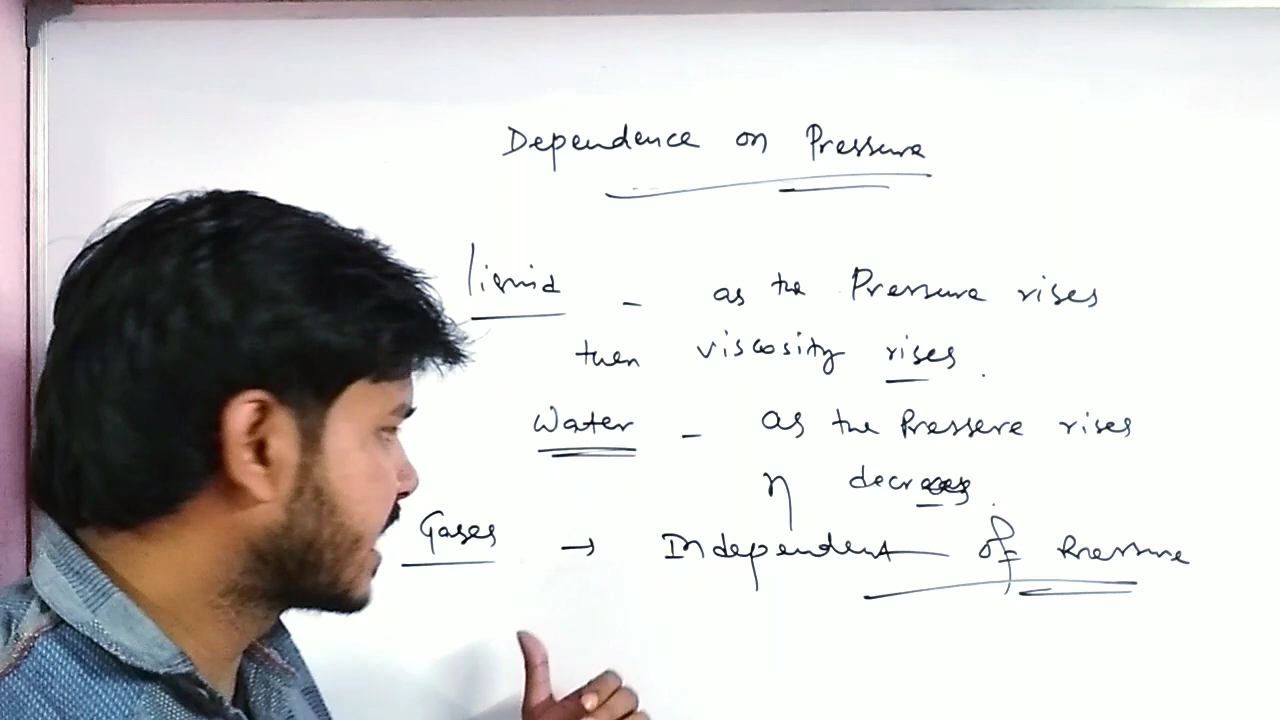 Dependence on Pressure
liquid - as the Pressure rises
then viscosity rises.
Water - as the Pressure rises
η decreases.
Gases → Independent of Pressure